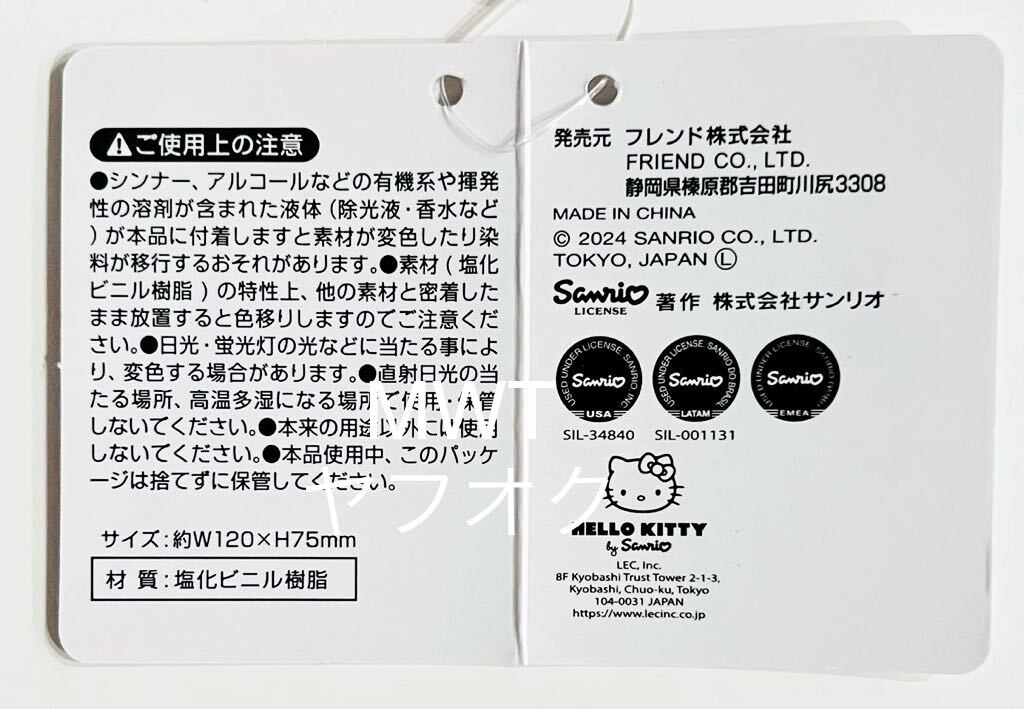 ⚠ご使用上の注意
●シンナー、アルコールなどの有機系や揮発
性の溶剤が含まれた液体(除光液・香水など
)が本品に付着しますと素材が変色したり染
料が移行するおそれがあります。●素材(塩化
ビニル樹脂)の特性上、他の素材と密着した
まま放置すると色移りしますのでご注意くだ
さい。●日光・蛍光灯の光などに当たる事によ
り、変色する場合があります。●直射日光の当
たる場所、高温多湿になる場所で使用・保管
しないでください。●本来の用途以外には使用
しないでください。●本品使用中、このパッケ
ージは捨てずに保管してください。
サイズ:約W120×H75mm
材 質:塩化ビニル樹脂
発売元 フレンド株式会社
FRIEND CO., LTD.
静岡県榛原郡吉田町川尻3308
MADE IN CHINA
© 2024 SANRIO CO., LTD.
TOKYO, JAPAN Ⓛ
Sanrio 著作 株式会社サンリオ
LICENSE
USED UNDER LICENSE. SANRIO INC
Sanrio
USA
SIL-34840
USED UNDER LICENSE. SANRIO DO BRASIL
Sanrio
LATAM
SIL-001131
USED UNDER LICENSE. SANRIO
Sanrio
EMEA
HELLO KITTY
by Sanrio
LEC, Inc.
8F Kyobashi Trust Tower 2-1-3,
Kyobashi, Chuo-ku, Tokyo
104-0031 JAPAN
https://www.lecinc.co.jp
MWT
ヤフオク